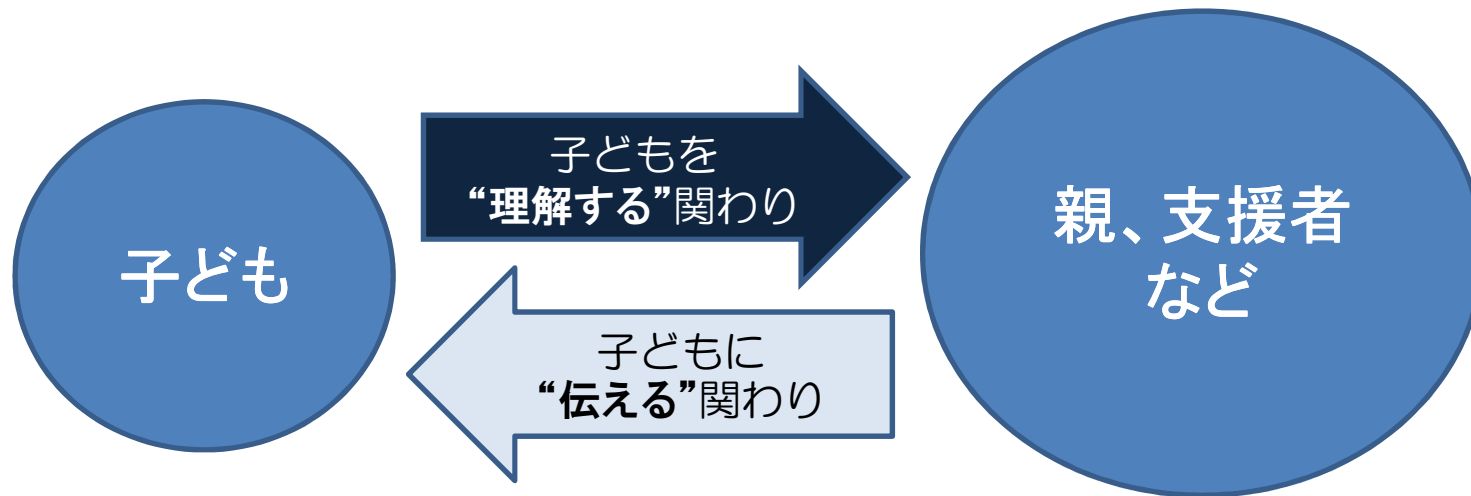 子ども
子どもを
“理解する”関わり
子どもに
“伝える”関わり
親、支援者
など